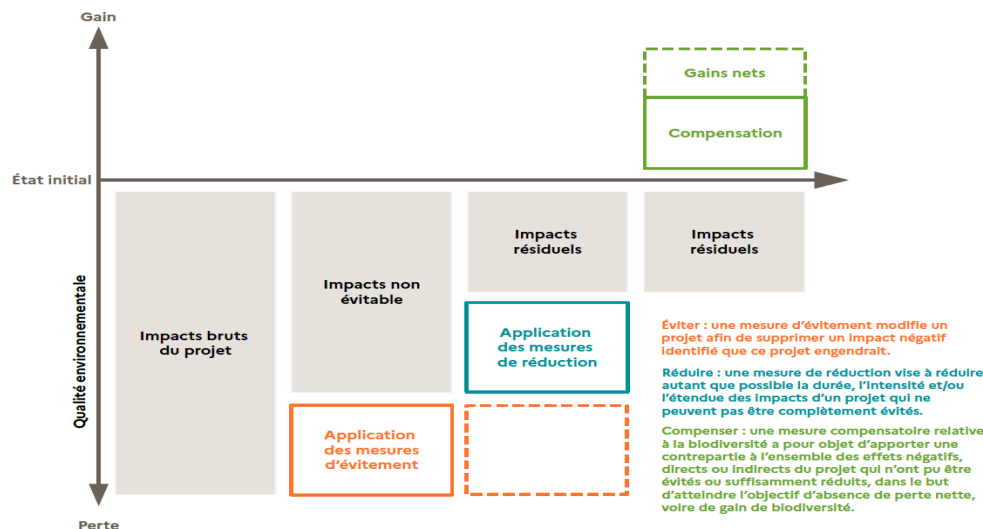 Gain
Gains nets
Compensation
État initial
Impacts
résiduels
Impacts
résiduels
Impacts non
évitable
Impacts bruts
du projet
Application
des mesures
de réduction
Application
des mesures
d'évitement
Qualité environnementale
Perte
Éviter : une mesure d'évitement modifie un
projet afin de supprimer un impact négatif
identifié que ce projet engendrait.
Réduire : une mesure de réduction vise à réduire
autant que possible la durée, l'intensité et/ou
l'étendue des impacts d'un projet qui ne
peuvent pas être complètement évités.
Compenser : une mesure compensatoire relative
à la biodiversité a pour objet d'apporter une
contrepartie à l'ensemble des effets négatifs,
directs ou indirects du projet qui n'ont pu être
évités ou suffisamment réduits, dans le but
d'atteindre l'objectif d'absence de perte nette,
voire de gain de biodiversité.